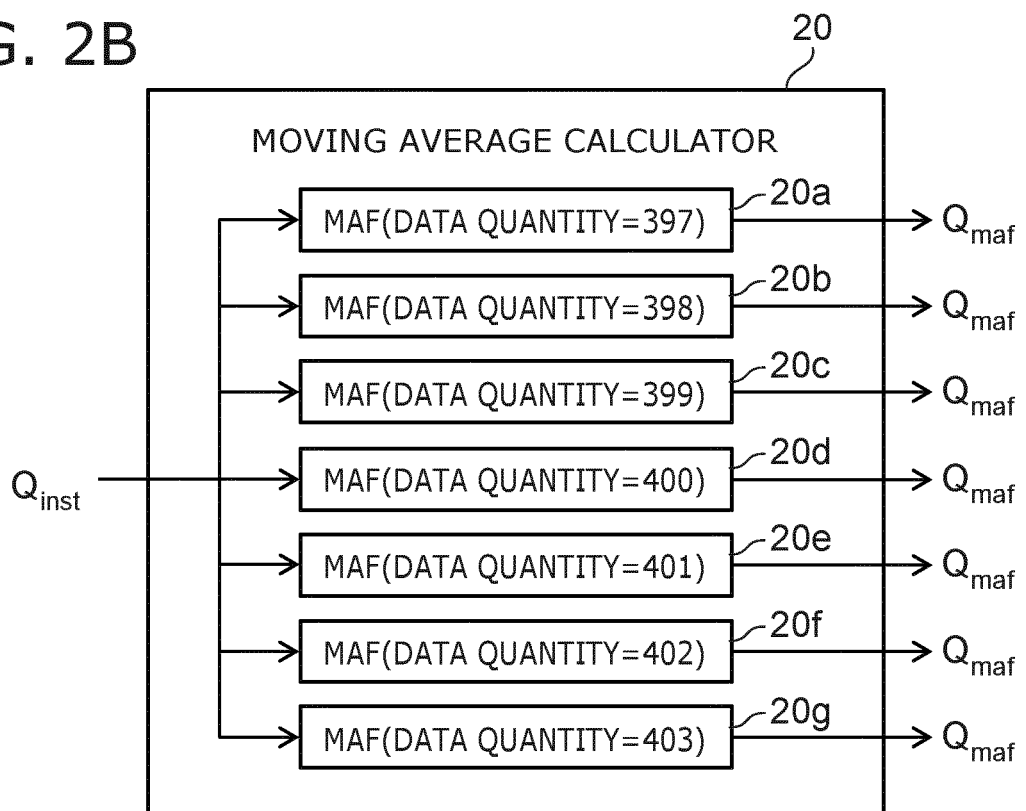 G. 2B
20
MOVING AVERAGE CALCULATOR
MAF(DATA QUANTITY=397)
20a
Qmaf
MAF(DATA QUANTITY=398)
20b
Qmaf
MAF(DATA QUANTITY=399)
20c
Qmaf
Qinst
MAF(DATA QUANTITY=400)
20d
Qmaf
MAF(DATA QUANTITY=401)
20e
Qmaf
MAF(DATA QUANTITY=402)
20f
Qmaf
MAF(DATA QUANTITY=403)
20g
Qmaf